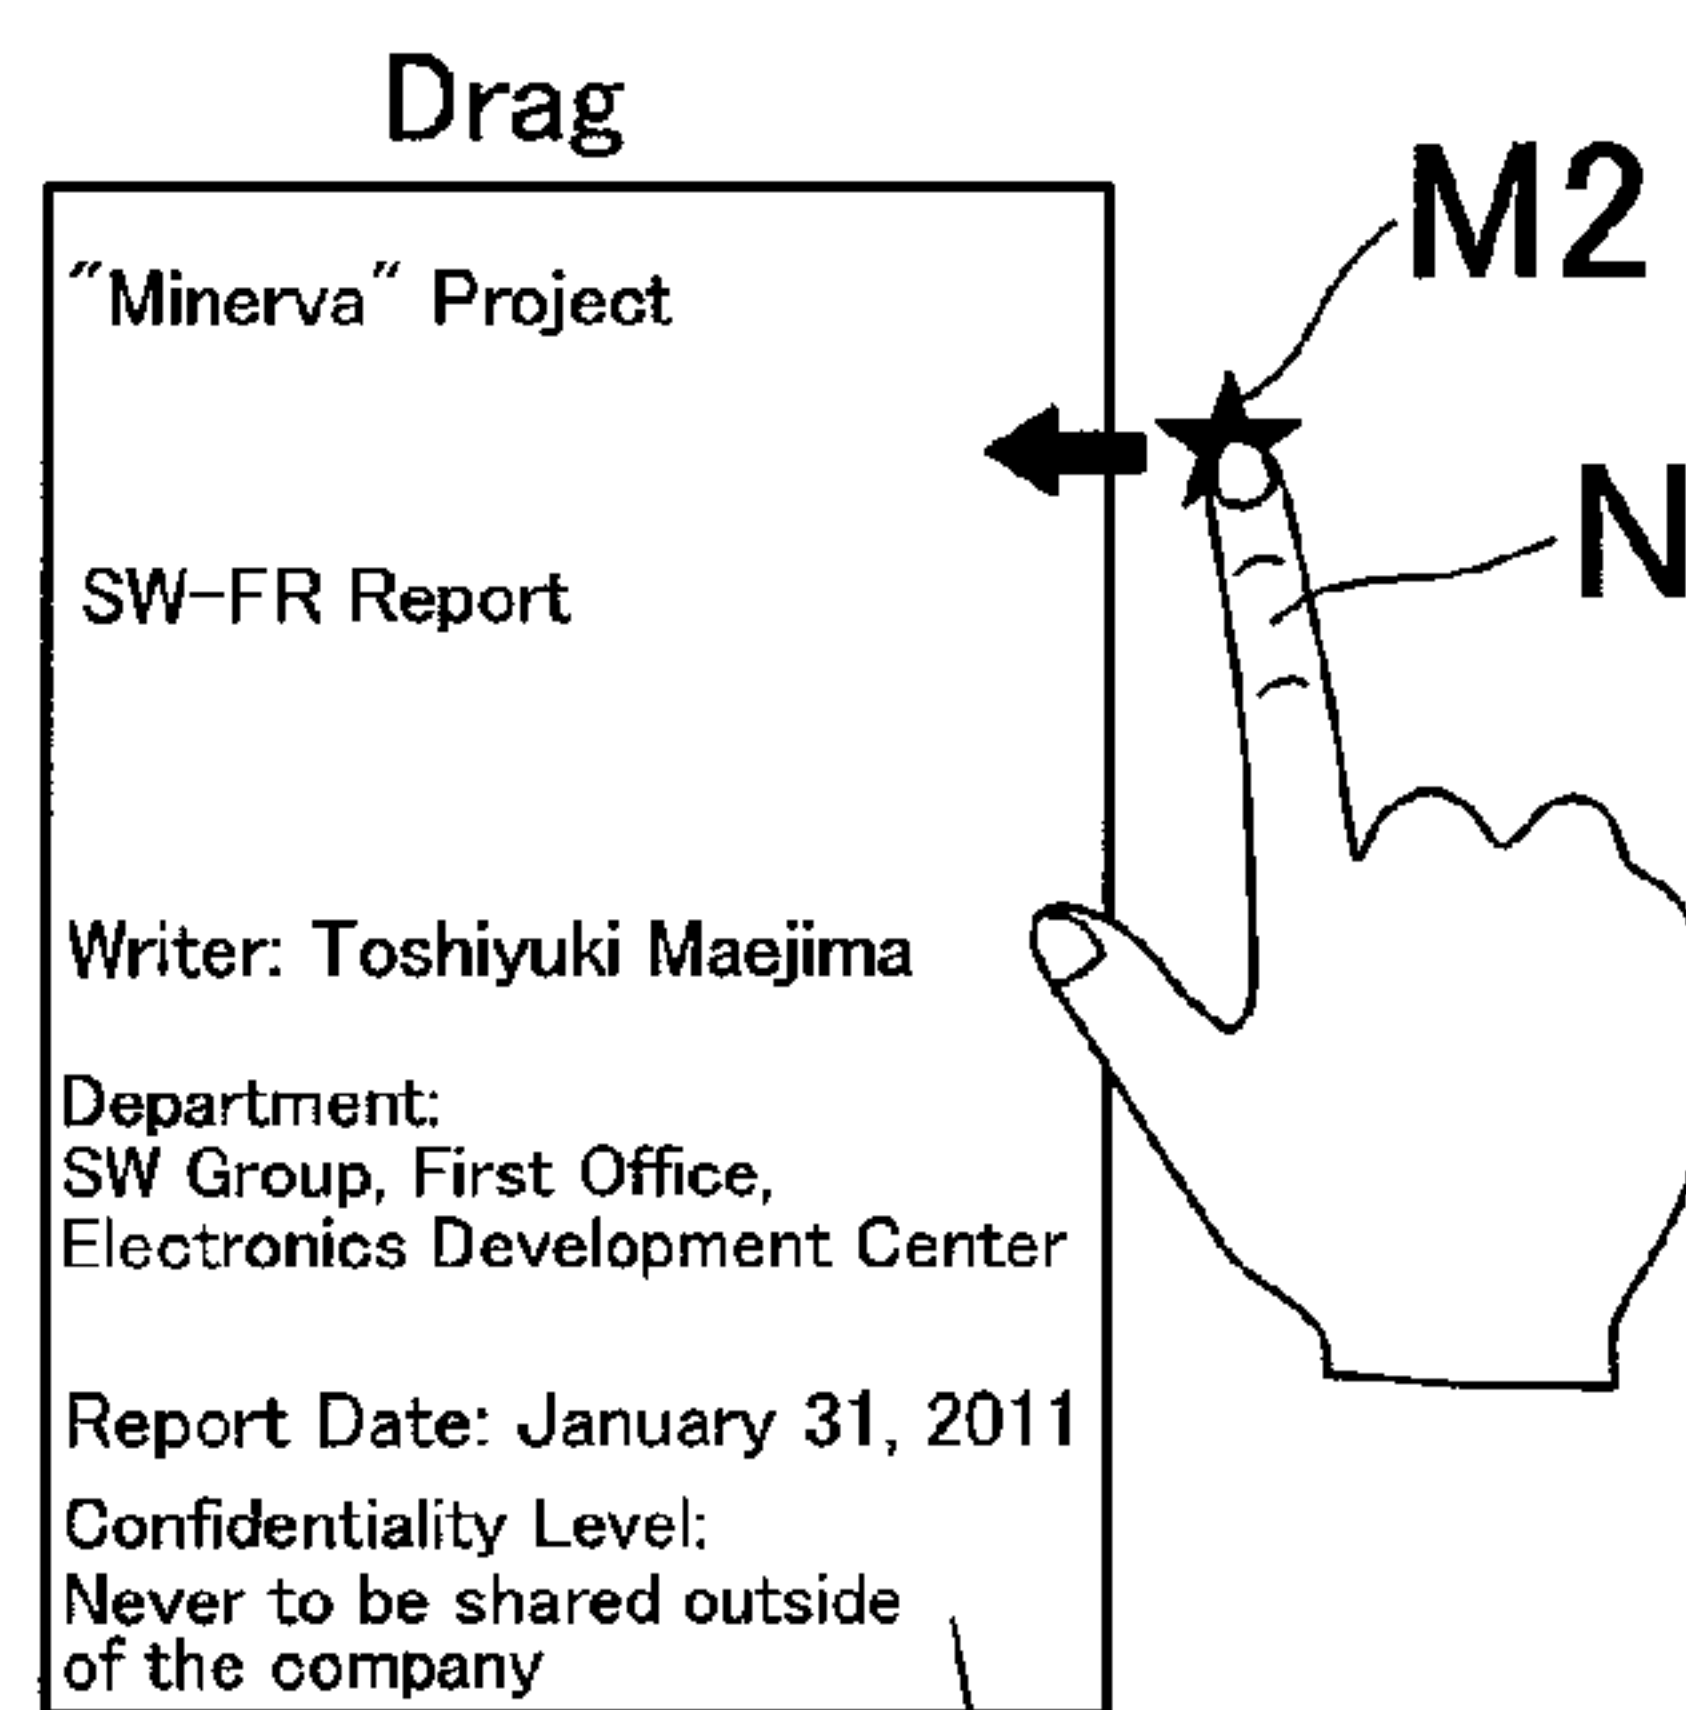 Drag
M2
"Minerva" Project
N
SW-FR Report
Writer: Toshiyuki Maejima
Department:
SW Group, First Office,
Electronics Development Center
Report Date: January 31, 2011
Confidentiality Level:
Never to be shared outside
of the company